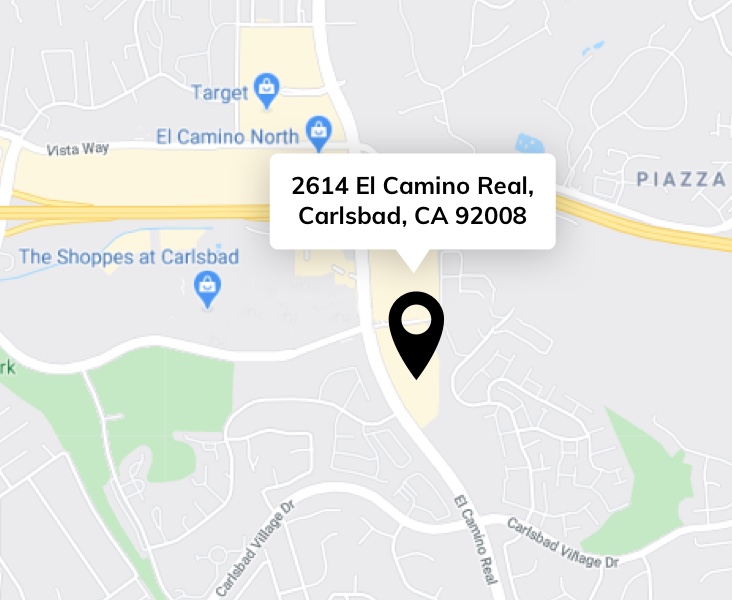 Target
El Camino North
Vista Way
2614 El Camino Real,
Carlsbad, CA 92008
PIAZZA
The Shoppes at Carlsbad
rk
El Camino Real
Carlsbad Village Dr
Carlsbad Village Dr